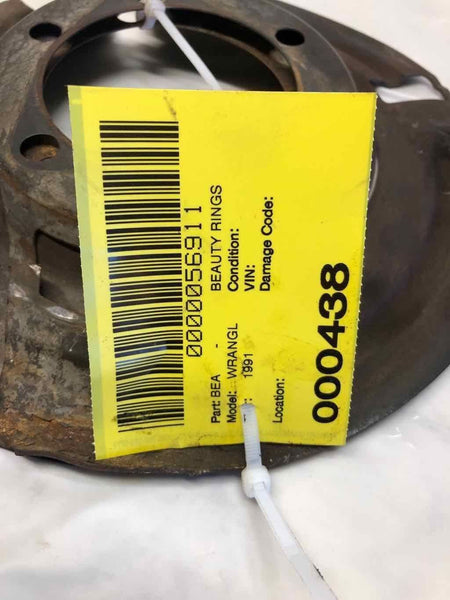 0000056911
Part: BEA - BEAUTY RINGS
Model: WRANGL Condition:
: 1991 VIN:
Damage Code:
Location:
000438